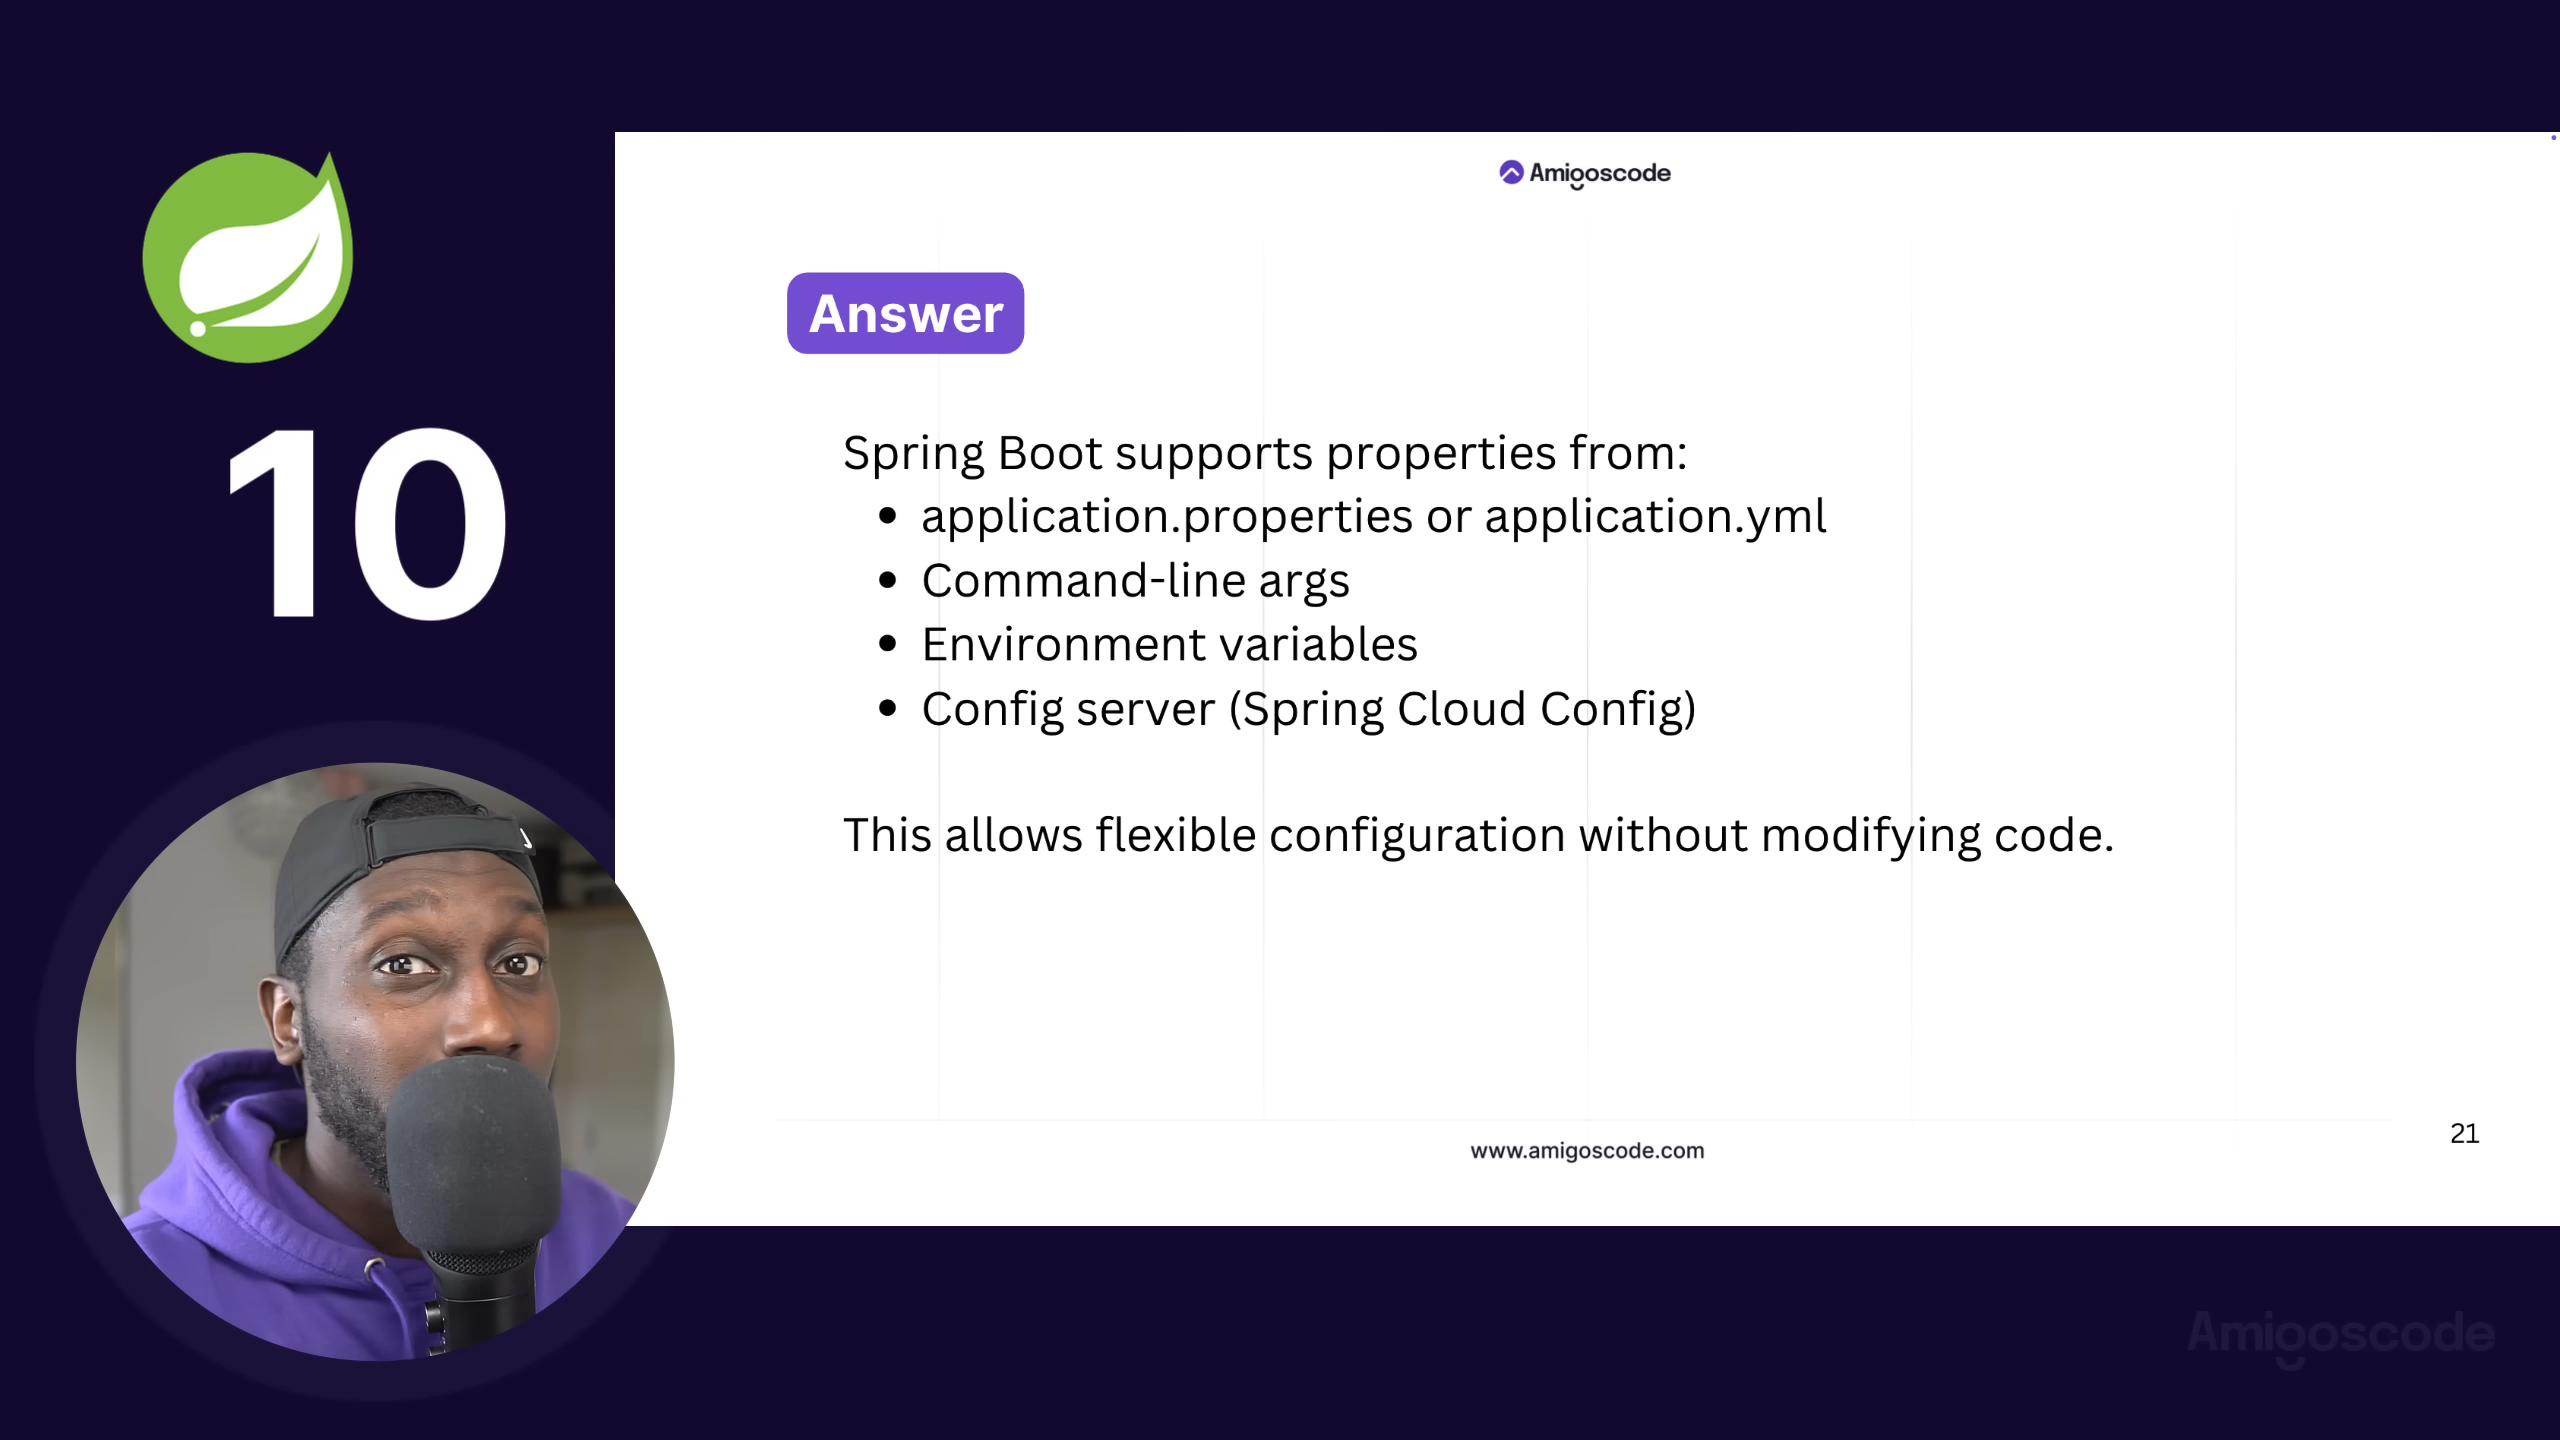 Amigoscode
10
Answer
Spring Boot supports properties from:
• application.properties or application.yml
• Command-line args
• Environment variables
• Config server (Spring Cloud Config)
This allows flexible configuration without modifying code.
21
www.amigoscode.com
Amigoscode